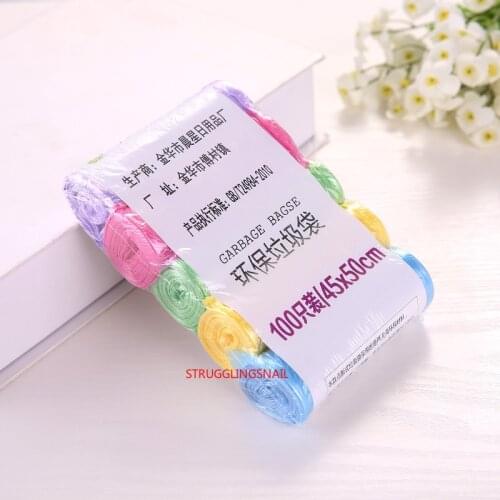 生产商：金华市晨星日用品厂
厂 址：金华市傅村镇
产品执行标准：GB/T24984-2010
GARBAGE BAGSE
环保垃圾袋
100只装/45x50cm
STRUGGLINGSNAIL